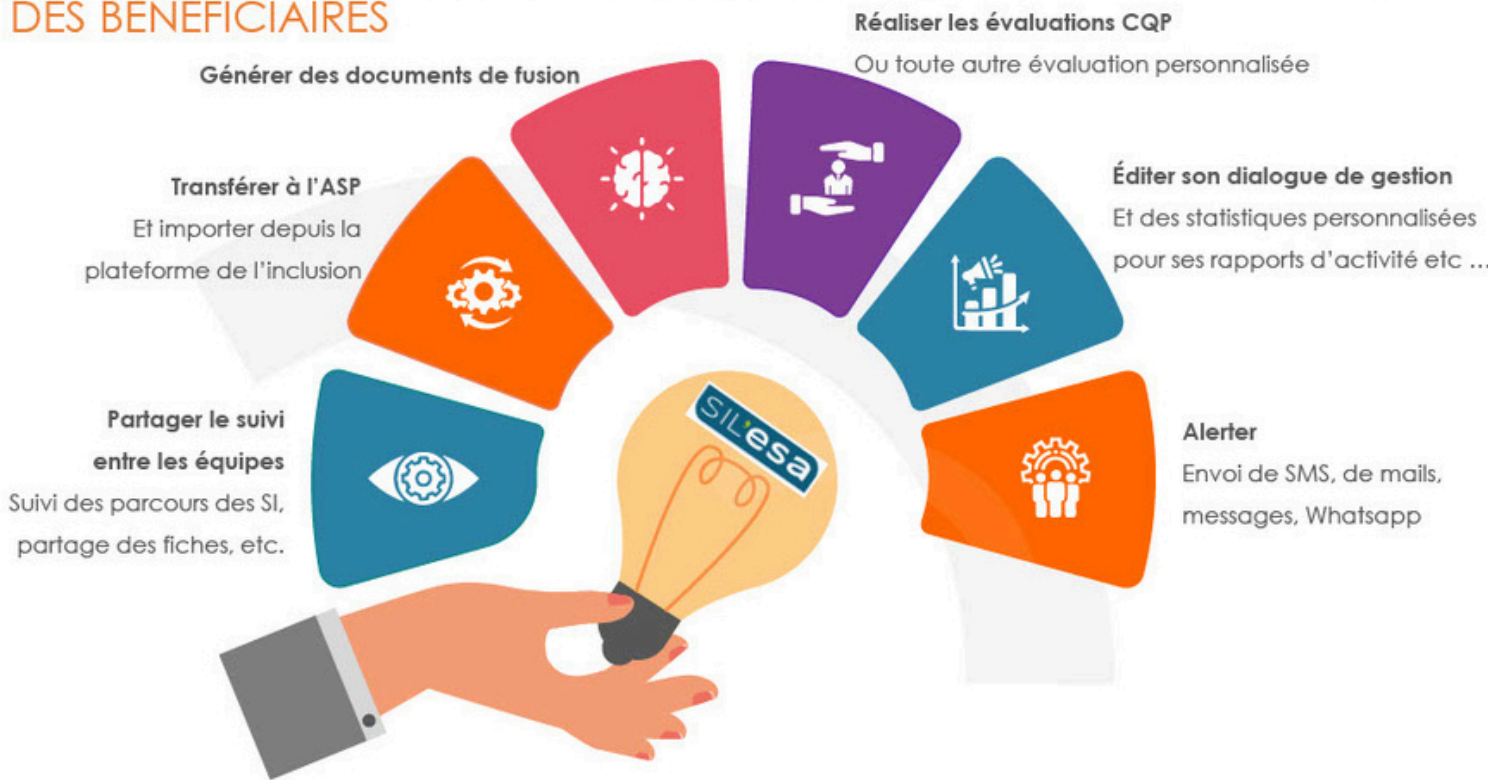 DES BENEFICIAIRES
Générer des documents de fusion
Réaliser les évaluations CQP
Ou toute autre évaluation personnalisée
Transférer à l'ASP
Et importer depuis la
plateforme de l'inclusion
Éditer son dialogue de gestion
Et des statistiques personnalisées
pour ses rapports d'activité etc ...
Partager le suivi
entre les équipes
Suivi des parcours des SI,
partage des fiches, etc.
SIL'esa
Alerter
Envoi de SMS, de mails,
messages, Whatsapp